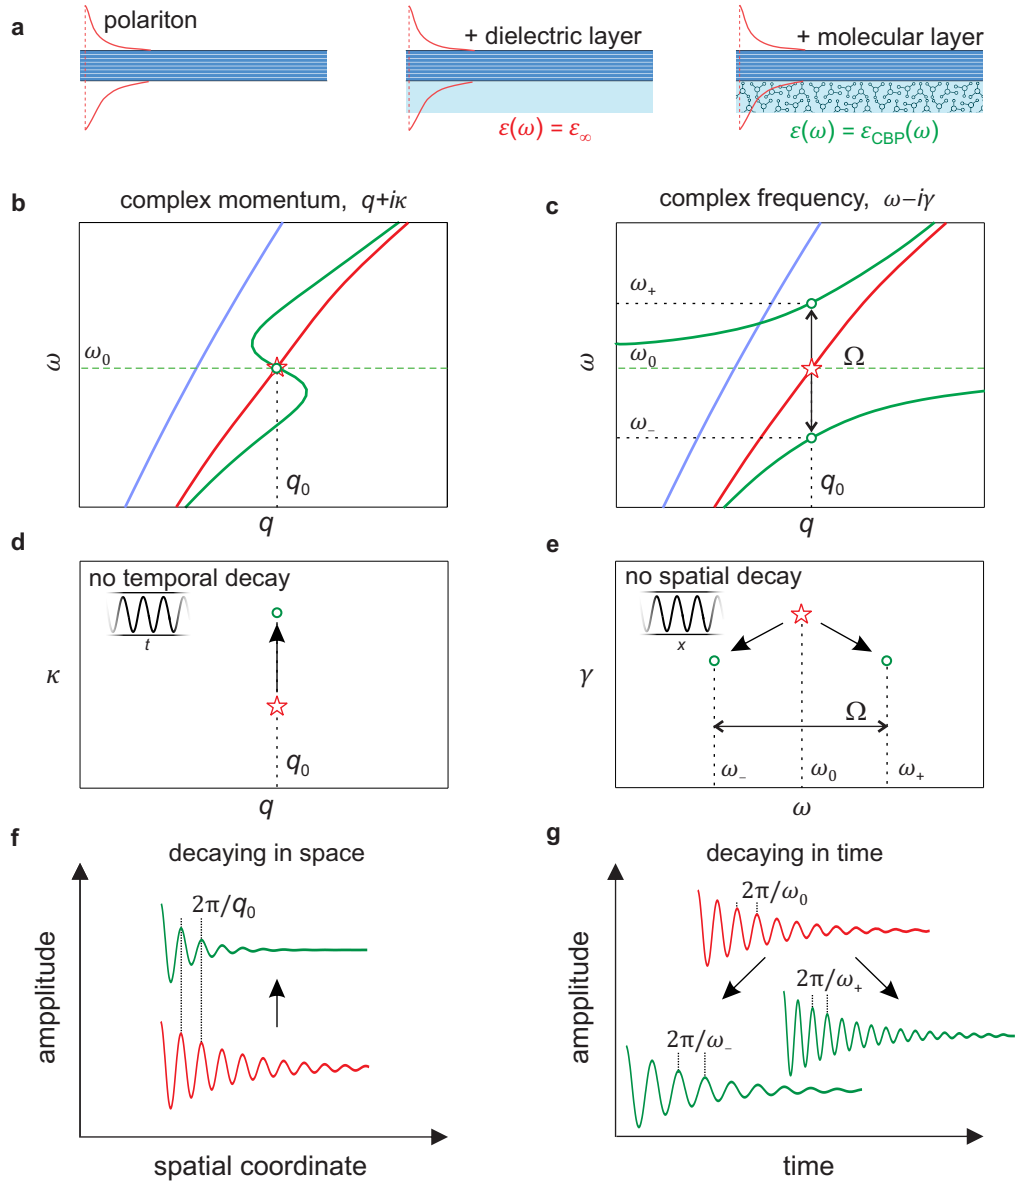 a
polariton
+ dielectric layer
+ molecular layer
ε(ω) = ε∞
ε(ω) = εCBP(ω)
b
complex momentum, q+iκ
ω
ω₀
q₀
q
c
complex frequency, ω−iγ
ω
ω₊
ω₀
Ω
ω₋
q₀
q
d
no temporal decay
t
κ
q₀
q
e
no spatial decay
x
γ
Ω
ω₋
ω₀
ω₊
ω
f
decaying in space
2π/q₀
ampplitude
spatial coordinate
g
decaying in time
2π/ω₀
2π/ω₊
2π/ω₋
ampplitude
time